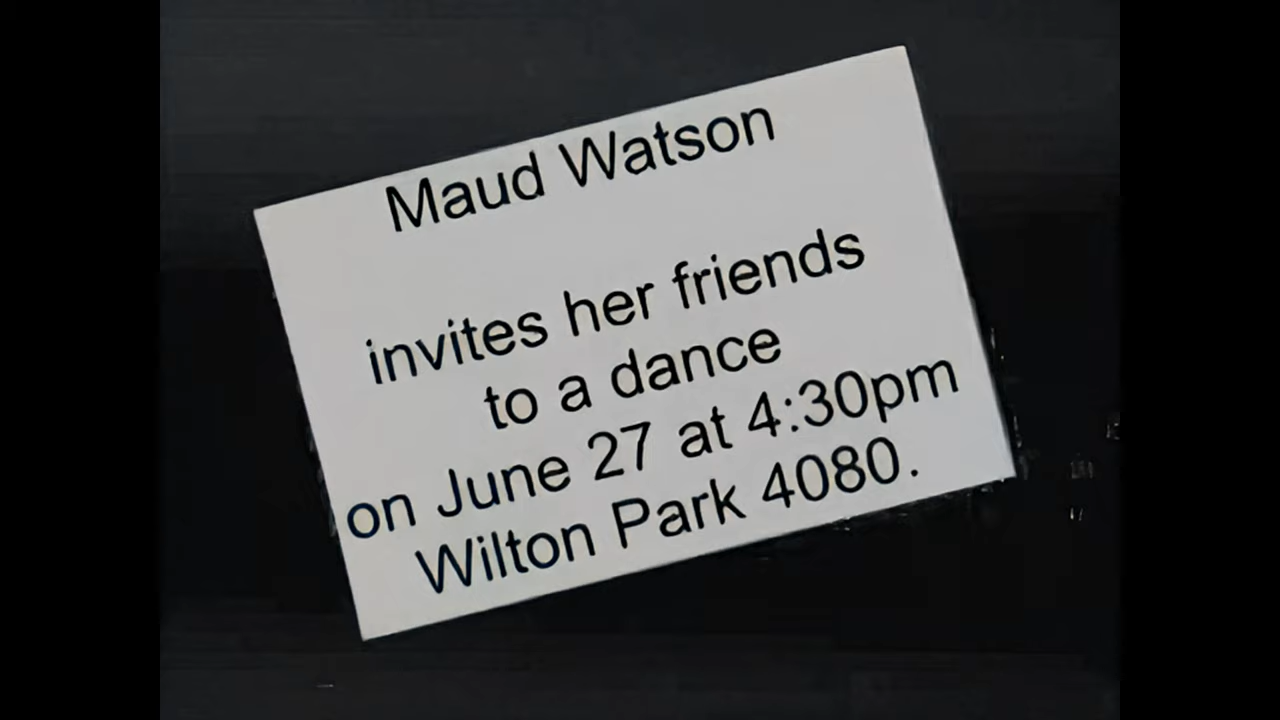 Maud Watson
invites her friends
to a dance
on June 27 at 4:30pm
Wilton Park 4080.